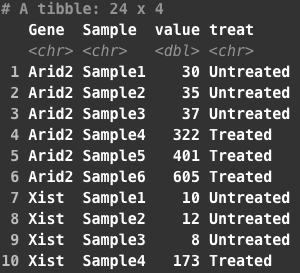 # A tibble: 24 x 4
Gene Sample value treat
<chr> <chr> <dbl> <chr>
1 Arid2 Sample1 30 Untreated
2 Arid2 Sample2 35 Untreated
3 Arid2 Sample3 37 Untreated
4 Arid2 Sample4 322 Treated
5 Arid2 Sample5 401 Treated
6 Arid2 Sample6 605 Treated
7 Xist Sample1 10 Untreated
8 Xist Sample2 12 Untreated
9 Xist Sample3 8 Untreated
10 Xist Sample4 173 Treated